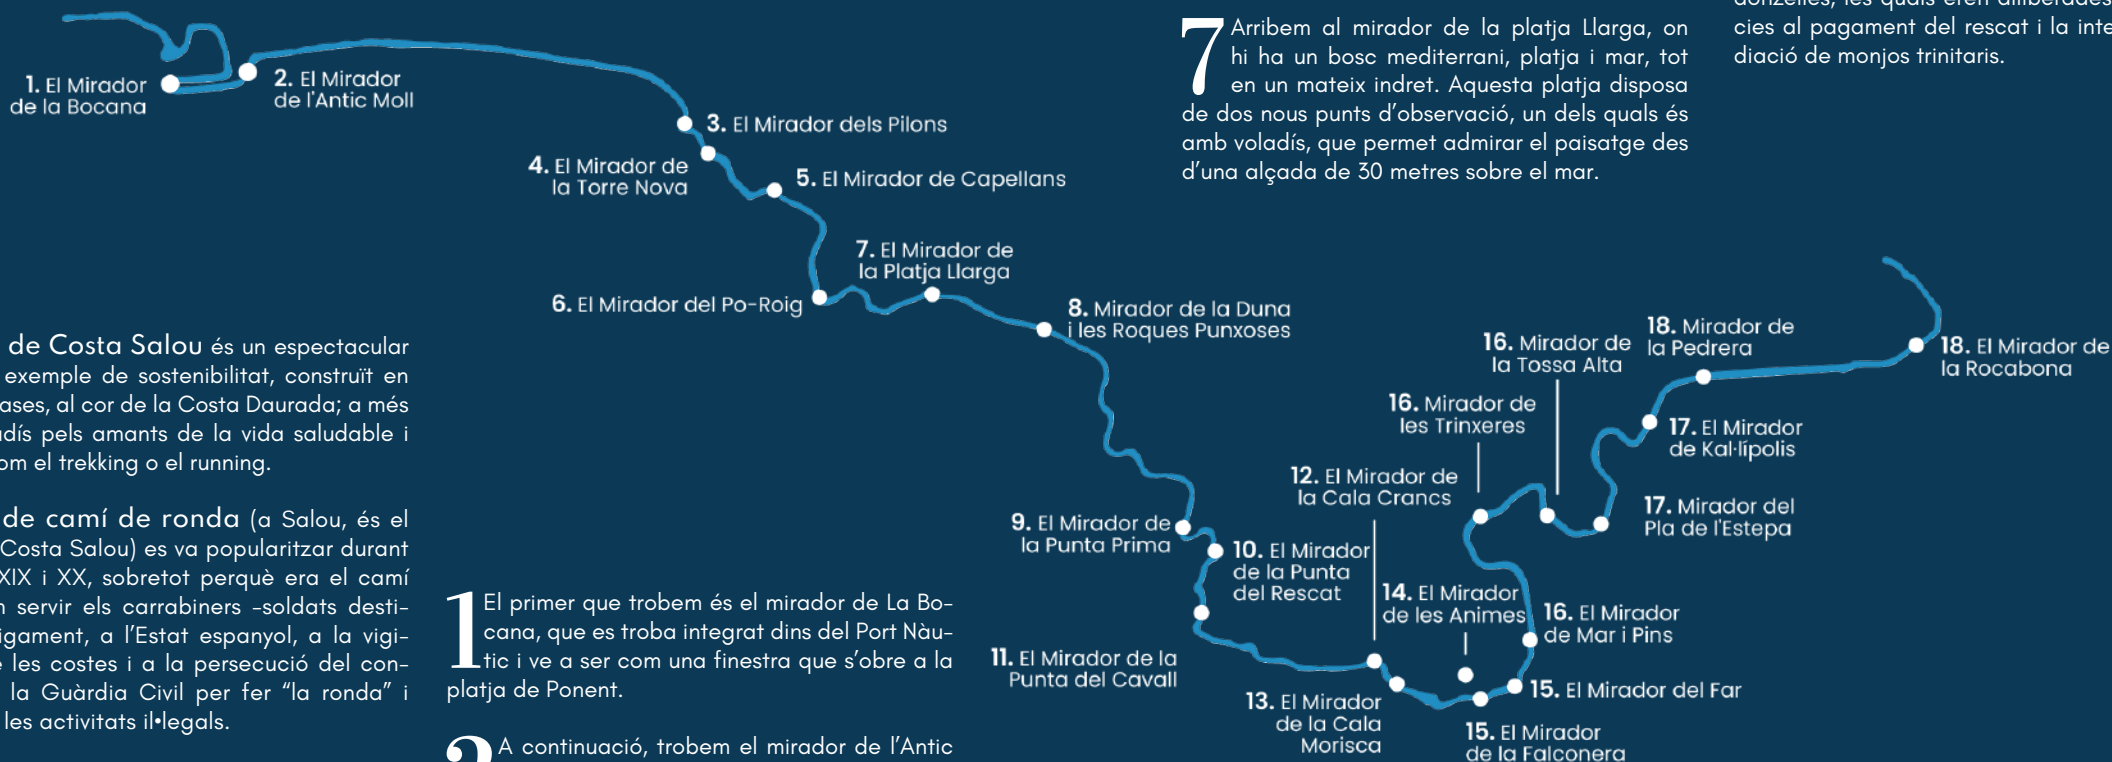 1. El Mirador
de la Bocana
2. El Mirador
de l'Antic Moll
3. El Mirador dels Pilons
4. El Mirador de
la Torre Nova
5. El Mirador de Capellans
6. El Mirador del Po-Roig
7. El Mirador de
la Platja Llarga
8. Mirador de la Duna
i les Roques Punxoses
9. El Mirador de
la Punta Prima
10. El Mirador
de la Punta
del Rescat
11. El Mirador de la
Punta del Cavall
12. El Mirador de
la Cala Crancs
13. El Mirador
de la Cala
Morisca
14. El Mirador
de les Animes
15. El Mirador
de la Falconera
15. El Mirador del Far
16. El Mirador
de Mar i Pins
16. Mirador de
les Trinxeres
16. Mirador de
la Tossa Alta
17. Mirador del
Pla de l'Estepa
17. El Mirador
de Kal·lípolis
18. Mirador de
la Pedrera
18. El Mirador de
la Rocabona
de Costa Salou és un espectacular
exemple de sostenibilitat, construït en
ases, al cor de la Costa Daurada; a més
dís pels amants de la vida saludable i
om el trekking o el running.
de camí de ronda (a Salou, és el
Costa Salou) es va popularitzar durant
XIX i XX, sobretot perquè era el camí
servir els carrabiners -soldats desti-
igament, a l'Estat espanyol, a la vigi-
les costes i a la persecució del con-
la Guàrdia Civil per fer "la ronda" i
les activitats il•legals.
1 El primer que trobem és el mirador de La Bo-
cana, que es troba integrat dins del Port Nàu-
tic i ve a ser com una finestra que s'obre a la
platja de Ponent.
2 A continuació, trobem el mirador de l'Antic
7 Arribem al mirador de la platja Llarga, on
hi ha un bosc mediterrani, platja i mar, tot
en un mateix indret. Aquesta platja disposa
de dos nous punts d'observació, un dels quals és
amb voladís, que permet admirar el paisatge des
d'una alçada de 30 metres sobre el mar.
donzelles, les quals eren alliberades
cies al pagament del rescat i la inte
diació de monjos trinitaris.